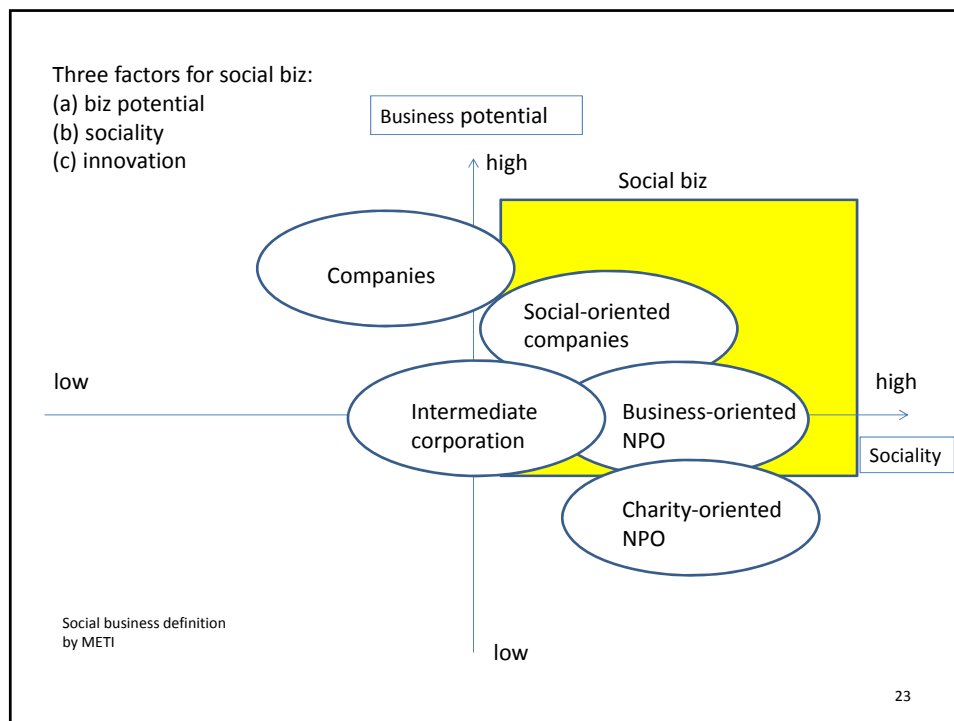 Three factors for social biz:
(a) biz potential
(b) sociality
(c) innovation
Business potential
high
Social biz
Companies
Social-oriented
companies
low
high
Intermediate
corporation
Business-oriented
NPO
Sociality
Charity-oriented
NPO
Social business definition
by METI
low
23